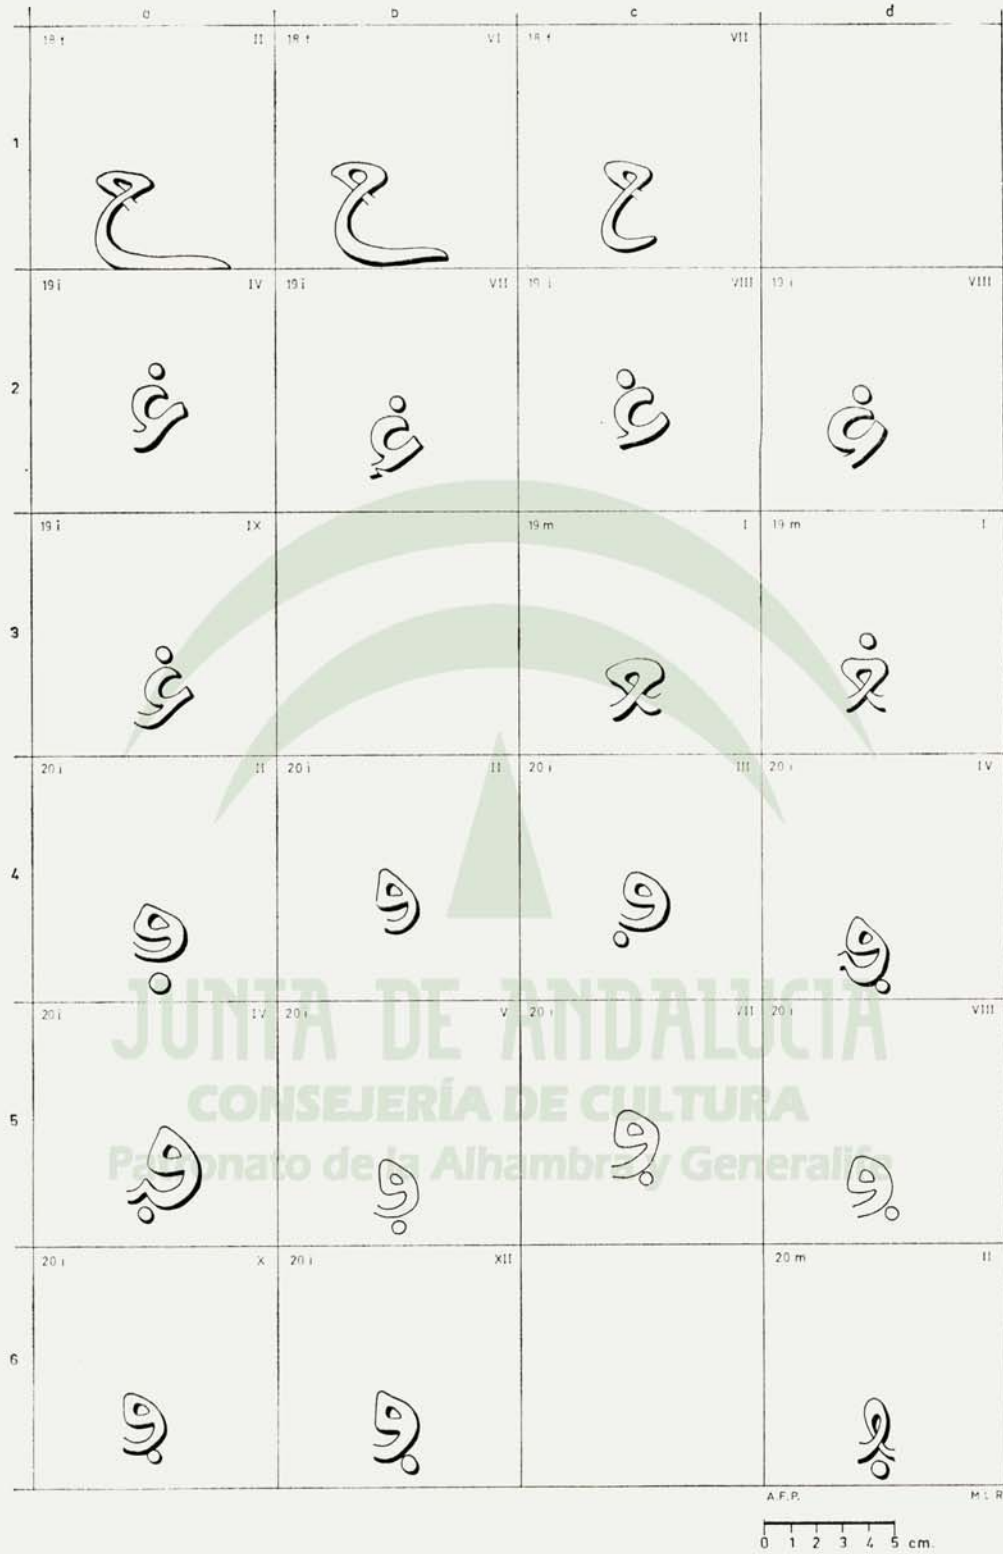 a b c d
18 f II 18 f VI 18 f VII
1
19 i IV 19 i VII 19 i VIII 19 i VIII
2
19 i IX 19 m I 19 m I
3
20 i II 20 i II 20 i III 20 i IV
4
20 i IV 20 i V 20 i VII 20 i VIII
5
20 i X 20 i XII 20 m II
6
JUNTA DE ANDALUCIA
CONSEJERÍA DE CULTURA
Patronato de la Alhambra y Generalife
A.F.P. M L R
0 1 2 3 4 5 cm.